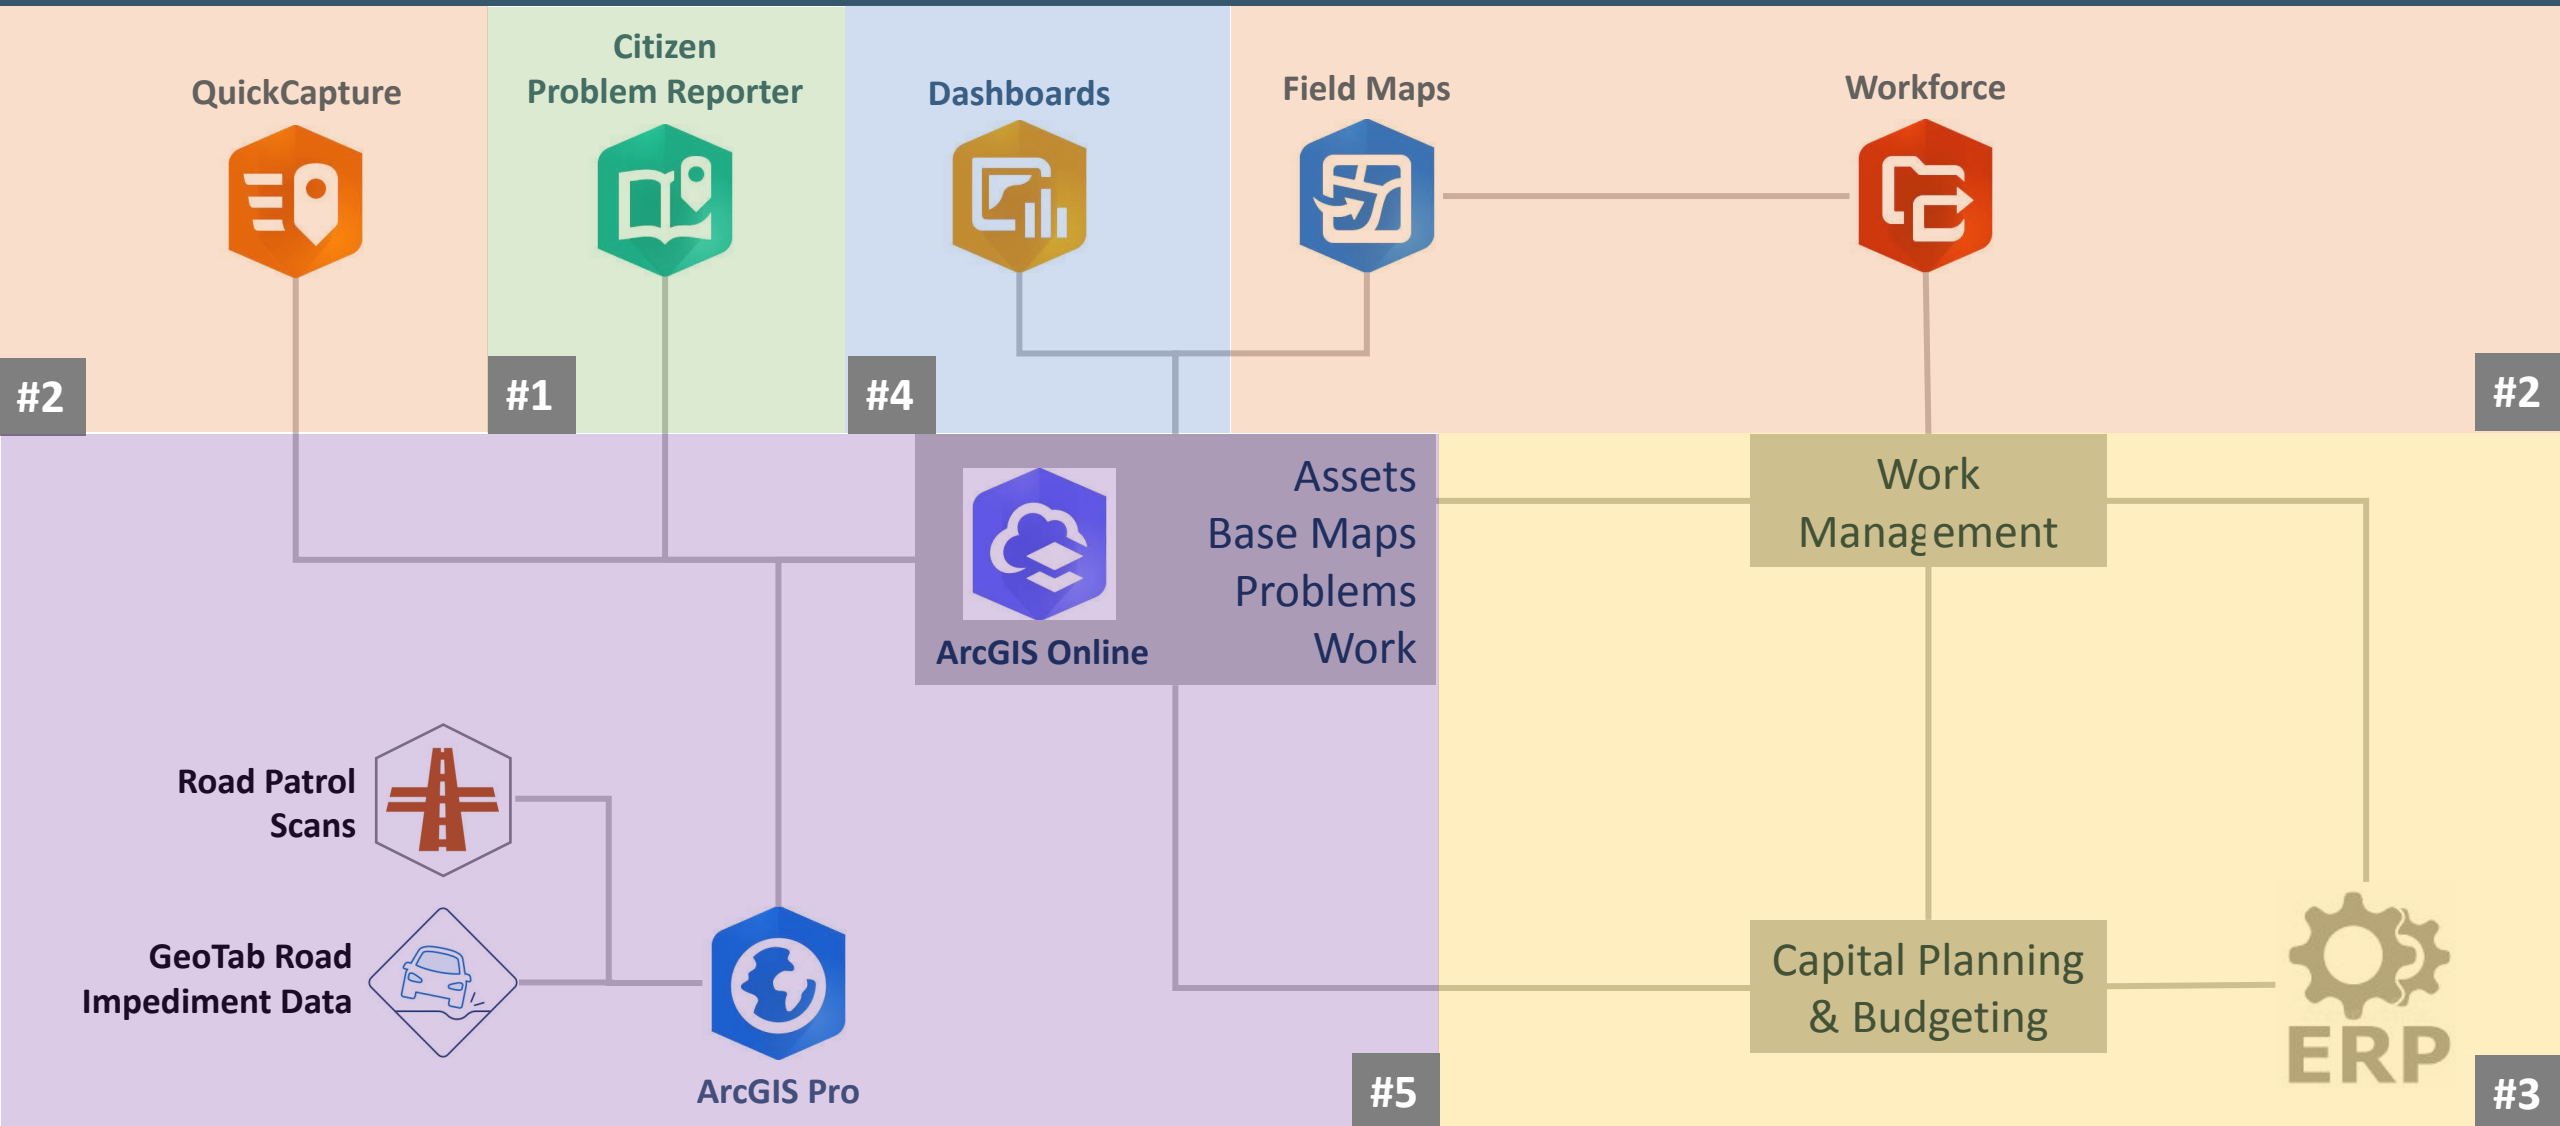 QuickCapture
Citizen
Problem Reporter
Dashboards
Field Maps
Workforce
#2
#1
#4
#2
ArcGIS Online
Assets
Base Maps
Problems
Work
Work
Management
Road Patrol
Scans
GeoTab Road
Impediment Data
ArcGIS Pro
#5
Capital Planning
& Budgeting
ERP
#3